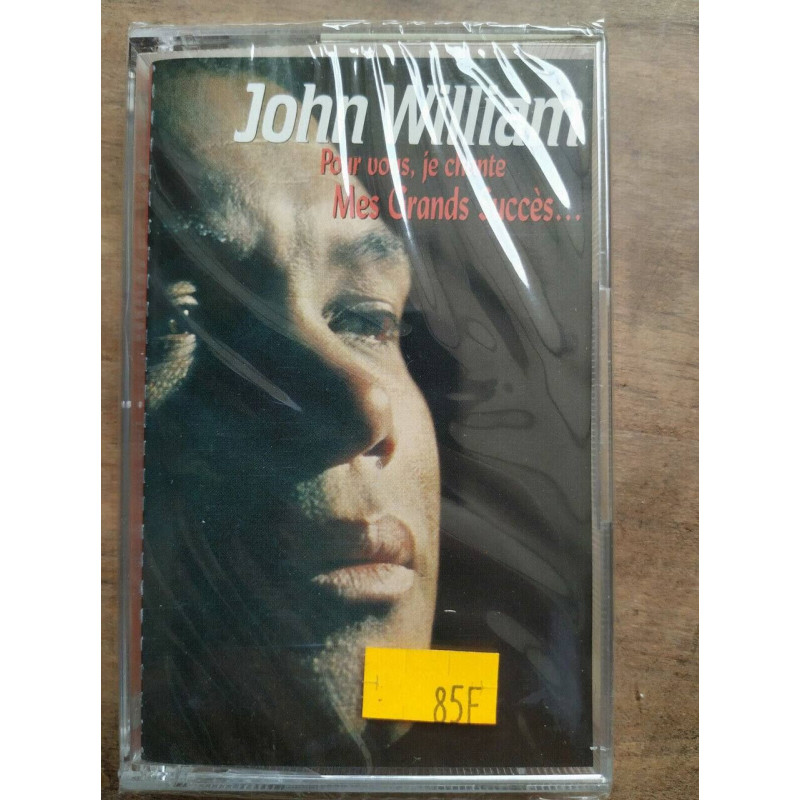 John William
Pour vous, je chante
Mes Grands Succès...
85F